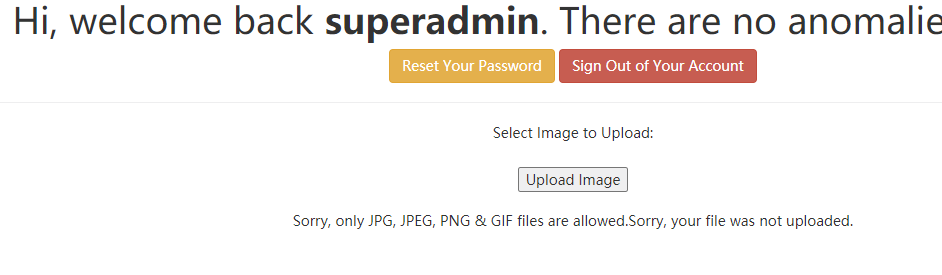 Hi, welcome back superadmin. There are no anomalie
Reset Your Password Sign Out of Your Account
Select Image to Upload:
Upload Image
Sorry, only JPG, JPEG, PNG & GIF files are allowed.Sorry, your file was not uploaded.